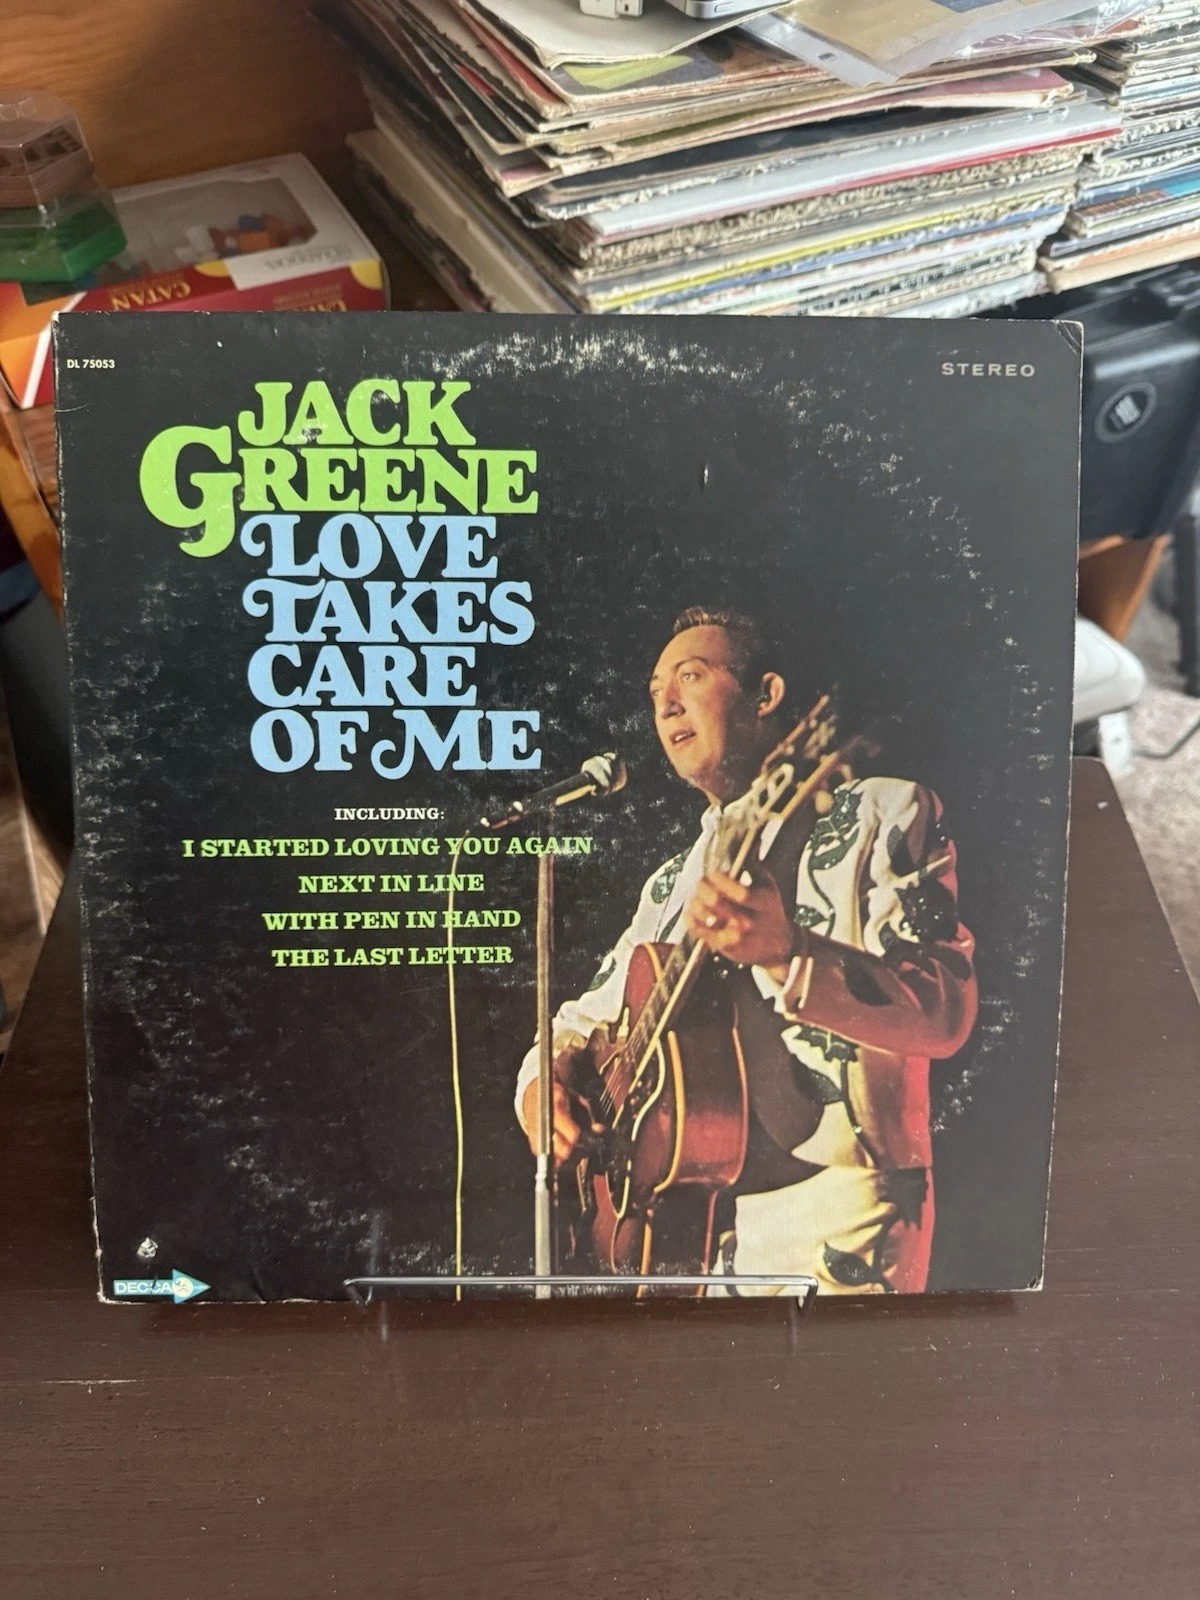 CATAN
DL 75053
STEREO
JACK
GREENE
LOVE
TAKES
CARE
OF ME
INCLUDING:
I STARTED LOVING YOU AGAIN
NEXT IN LINE
WITH PEN IN HAND
THE LAST LETTER
DECCA